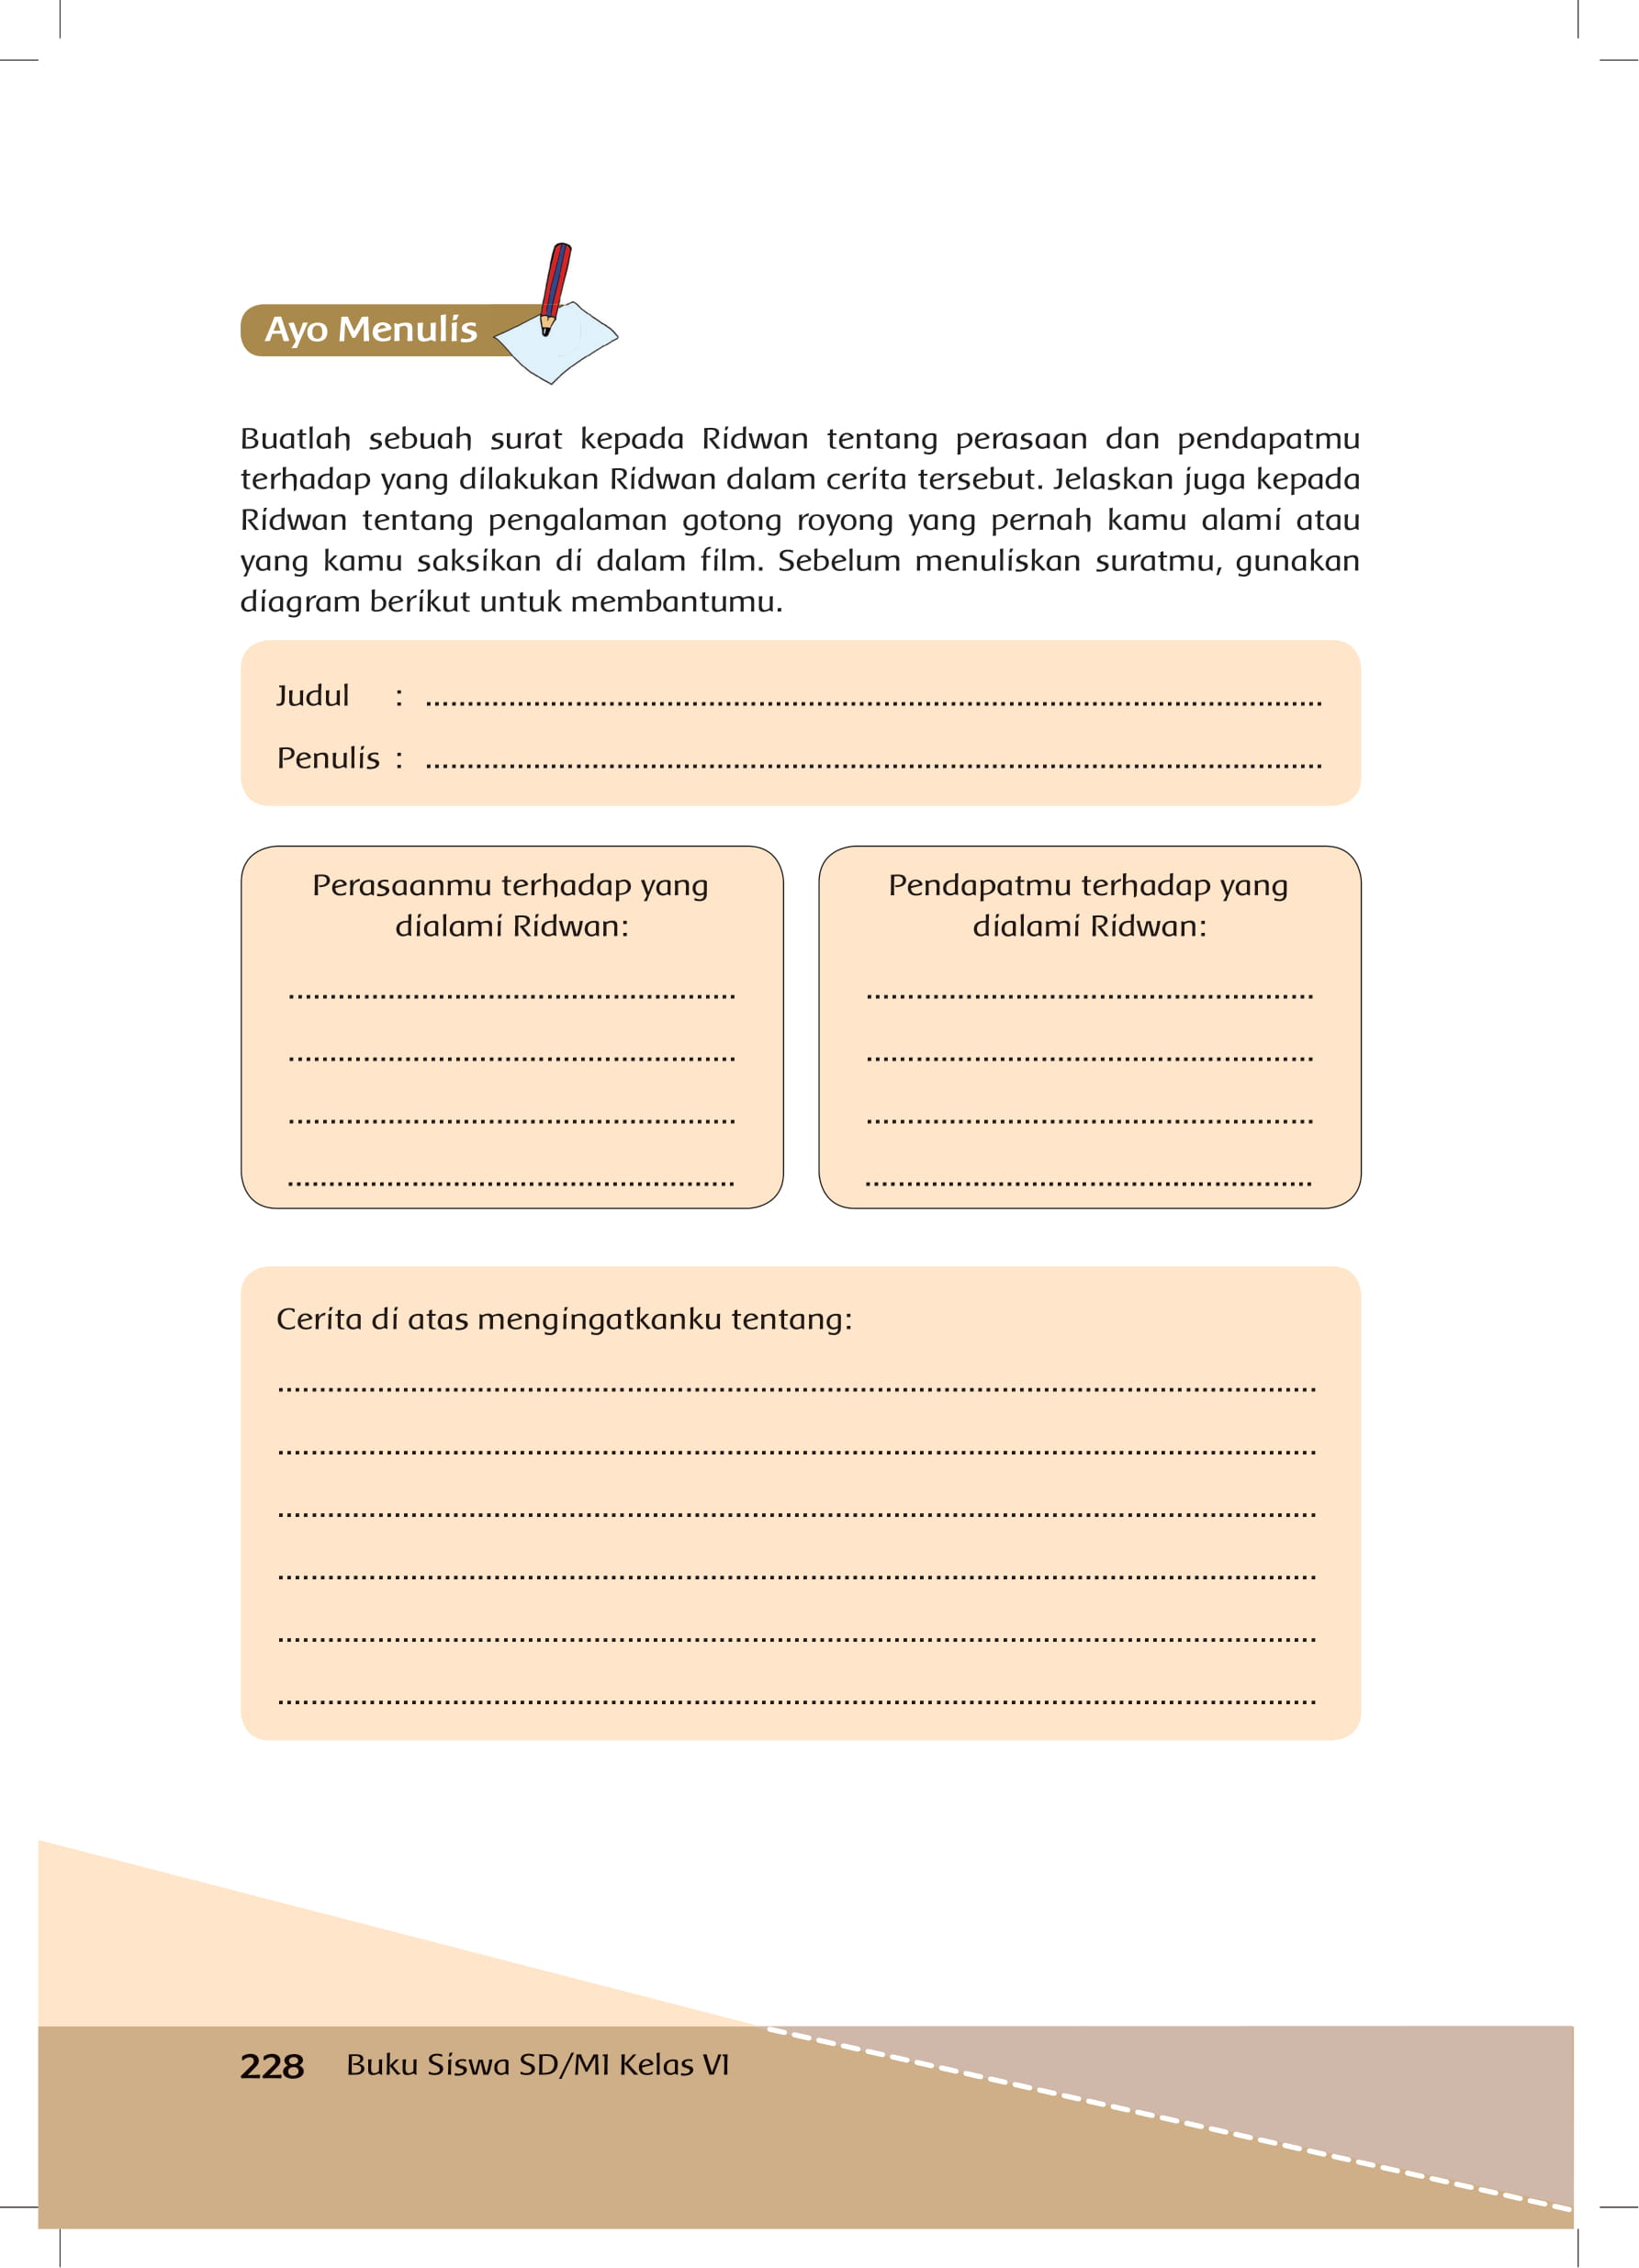 Ayo Menulis
Buatlah sebuah surat kepada Ridwan tentang perasaan dan pendapatmu
terhadap yang dilakukan Ridwan dalam cerita tersebut. Jelaskan juga kepada
Ridwan tentang pengalaman gotong royong yang pernah kamu alami atau
yang kamu saksikan di dalam film. Sebelum menuliskan suratmu, gunakan
diagram berikut untuk membantumu.
Judul : ................................................................................
Penulis : ................................................................................
Perasaanmu terhadap yang
dialami Ridwan:
......................................................
......................................................
......................................................
......................................................
Pendapatmu terhadap yang
dialami Ridwan:
......................................................
......................................................
......................................................
......................................................
Cerita di atas mengingatkanku tentang:
................................................................................
................................................................................
................................................................................
................................................................................
................................................................................
................................................................................
228 Buku Siswa SD/MI Kelas VI